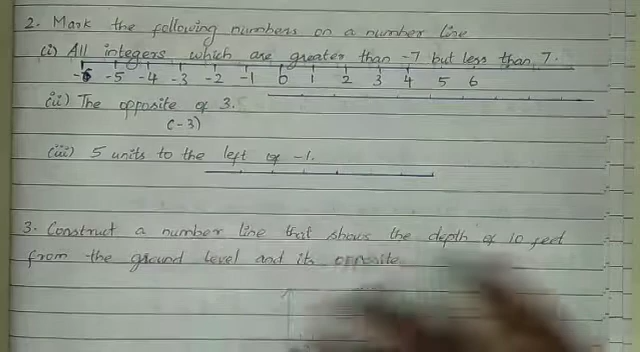 2. Mark the following numbers on a number line
(i) All integers which are greater than -7 but less than 7.
-6 -5 -4 -3 -2 -1 0 1 2 3 4 5 6
(ii) The opposite of 3.
(-3)
(iii) 5 units to the left of -1.
3. Construct a number line that shows the depth of 10 feet
from the ground level and its opposite